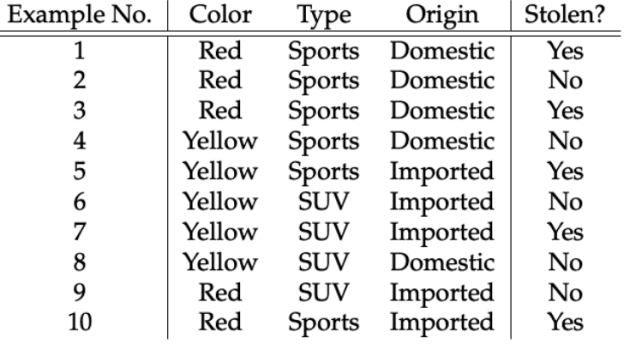 Example No. Color Type Origin Stolen?
1 Red Sports Domestic Yes
2 Red Sports Domestic No
3 Red Sports Domestic Yes
4 Yellow Sports Domestic No
5 Yellow Sports Imported Yes
6 Yellow SUV Imported No
7 Yellow SUV Imported Yes
8 Yellow SUV Domestic No
9 Red SUV Imported No
10 Red Sports Imported Yes